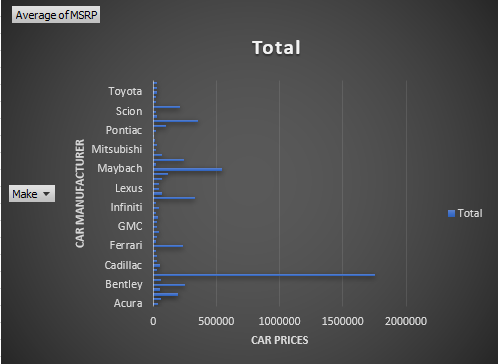 Average of MSRP
Total
Toyota
Scion
Pontiac
Mitsubishi
Maybach
Lexus
Infiniti
GMC
Ferrari
Cadillac
Bentley
Acura
CAR MANUFACTURER
Make
Total
0 500000 1000000 1500000 2000000
CAR PRICES